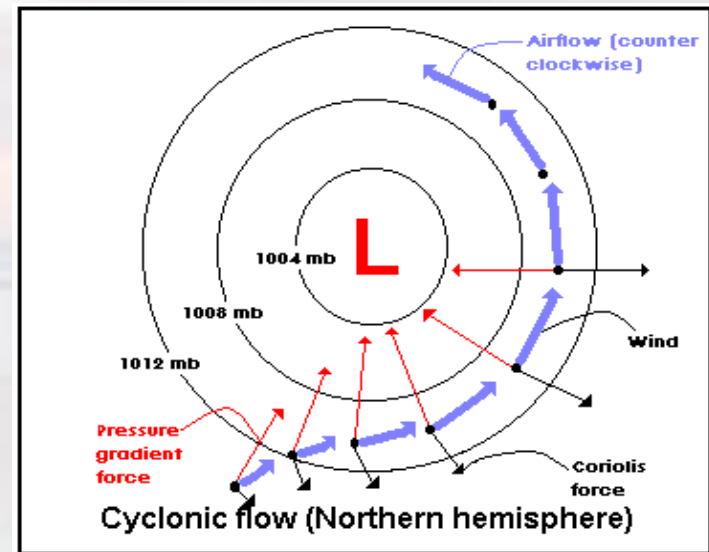 Airflow (counter
clockwise)
L
1004 mb
1008 mb
1012 mb
Wind
Pressure
gradient
force
Coriolis
force
Cyclonic flow (Northern hemisphere)